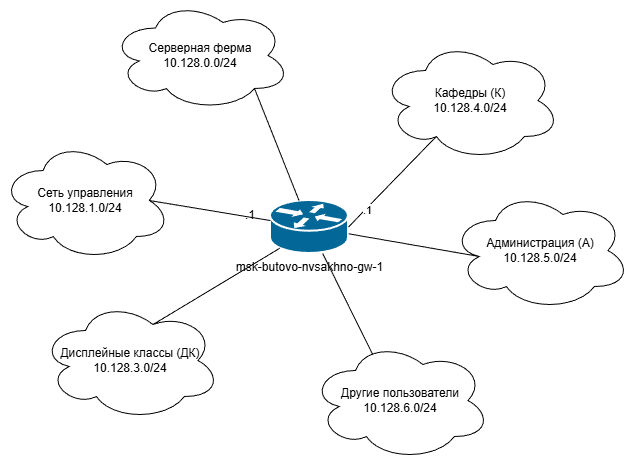 Серверная ферма
10.128.0.0/24
Кафедры (К)
10.128.4.0/24
Сеть управления
10.128.1.0/24
.1
.1
Администрация (А)
10.128.5.0/24
msk-butovo-nvsakhno-gw-1
Дисплейные классы (ДК)
10.128.3.0/24
Другие пользователи
10.128.6.0/24